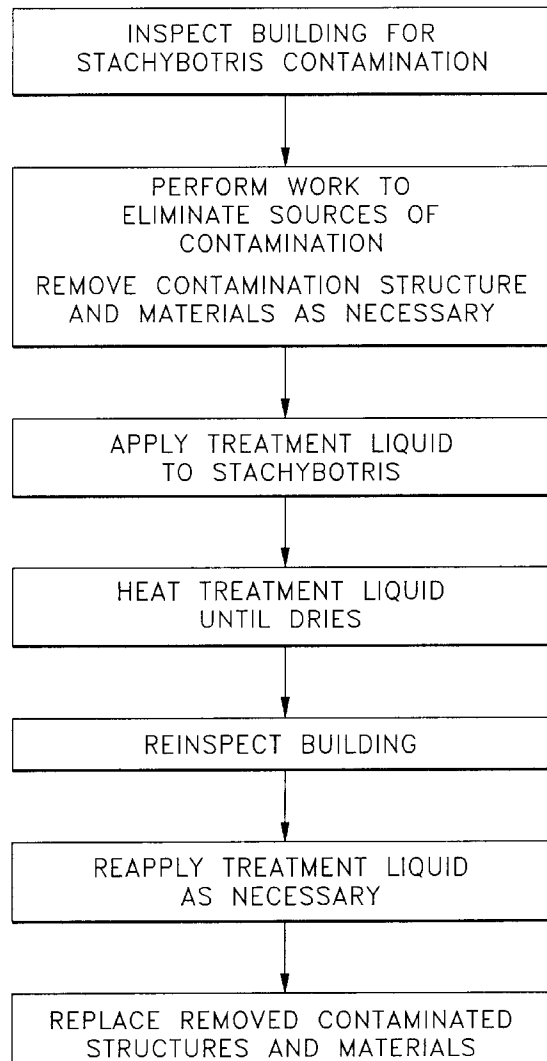 INSPECT BUILDING FOR
STACHYBOTRIS CONTAMINATION
PERFORM WORK TO
ELIMINATE SOURCES OF
CONTAMINATION
REMOVE CONTAMINATION STRUCTURE
AND MATERIALS AS NECESSARY
APPLY TREATMENT LIQUID
TO STACHYBOTRIS
HEAT TREATMENT LIQUID
UNTIL DRIES
REINSPECT BUILDING
REAPPLY TREATMENT LIQUID
AS NECESSARY
REPLACE REMOVED CONTAMINATED
STRUCTURES AND MATERIALS